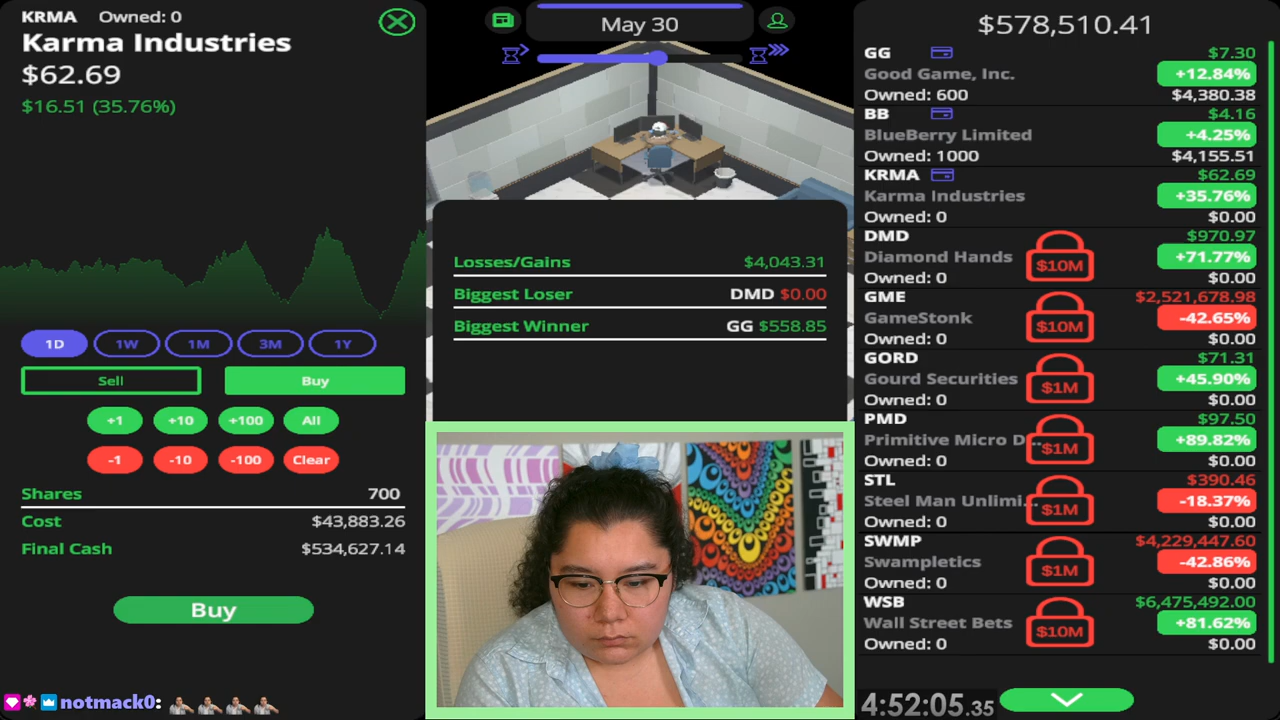 KRMA Owned: 0
Karma Industries
$62.69
$16.51 (35.76%)
1D 1W 1M 3M 1Y
Sell Buy
+1 +10 +100 All
-1 -10 -100 Clear
Shares 700
Cost $43,883.26
Final Cash $534,627.14
Buy
notmack0:
May 30
Losses/Gains $4,043.31
Biggest Loser DMD $0.00
Biggest Winner GG $558.85
$578,510.41
GG $7.30
Good Game, Inc. +12.84%
Owned: 600 $4,380.38
BB $4.16
BlueBerry Limited +4.25%
Owned: 1000 $4,155.51
KRMA $62.69
Karma Industries +35.76%
Owned: 0 $0.00
DMD $970.97
Diamond Hands $10M +71.77%
Owned: 0 $0.00
GME $2,521,678.98
GameStonk $10M -42.65%
Owned: 0 $0.00
GORD $71.31
Gourd Securities $1M +45.90%
Owned: 0 $0.00
PMD $97.50
Primitive Micro D... $1M +89.82%
Owned: 0 $0.00
STL $390.46
Steel Man Unlimi... $1M -18.37%
Owned: 0 $0.00
SWMP $4,229,447.60
Swampletics $1M -42.86%
Owned: 0 $0.00
WSB $6,475,492.00
Wall Street Bets $10M +81.62%
Owned: 0 $0.00
4:52:05.35